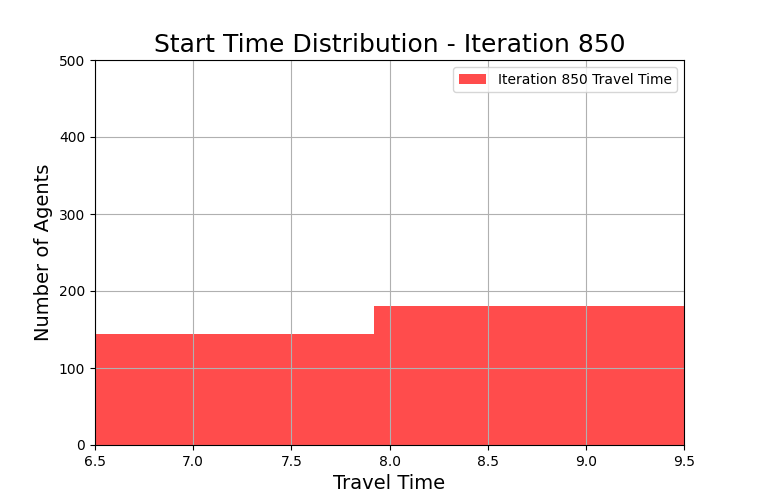 Start Time Distribution - Iteration 850
Iteration 850 Travel Time
Number of Agents
500
400
300
200
100
0
6.5 7.0 7.5 8.0 8.5 9.0 9.5
Travel Time